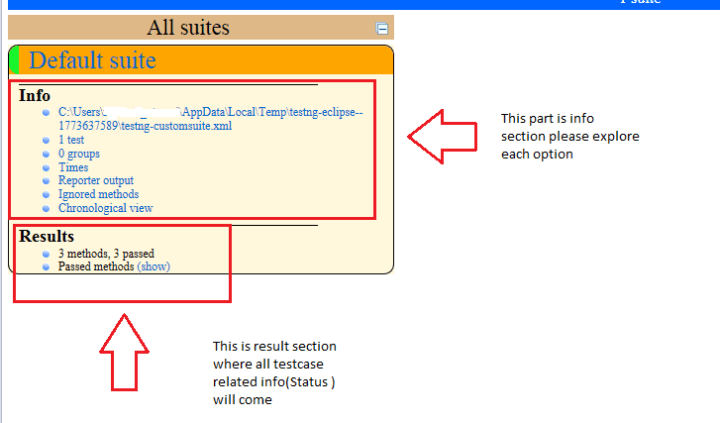 1 suite
All suites
Default suite
Info
C:\Users\ \AppData\Local\Temp\testng-eclipse--
1773637589\testng-customsuite.xml
1 test
0 groups
Times
Reporter output
Ignored methods
Chronological view
Results
3 methods, 3 passed
Passed methods (show)
This part is info
section please explore
each option
This is result section
where all testcase
related info(Status )
will come